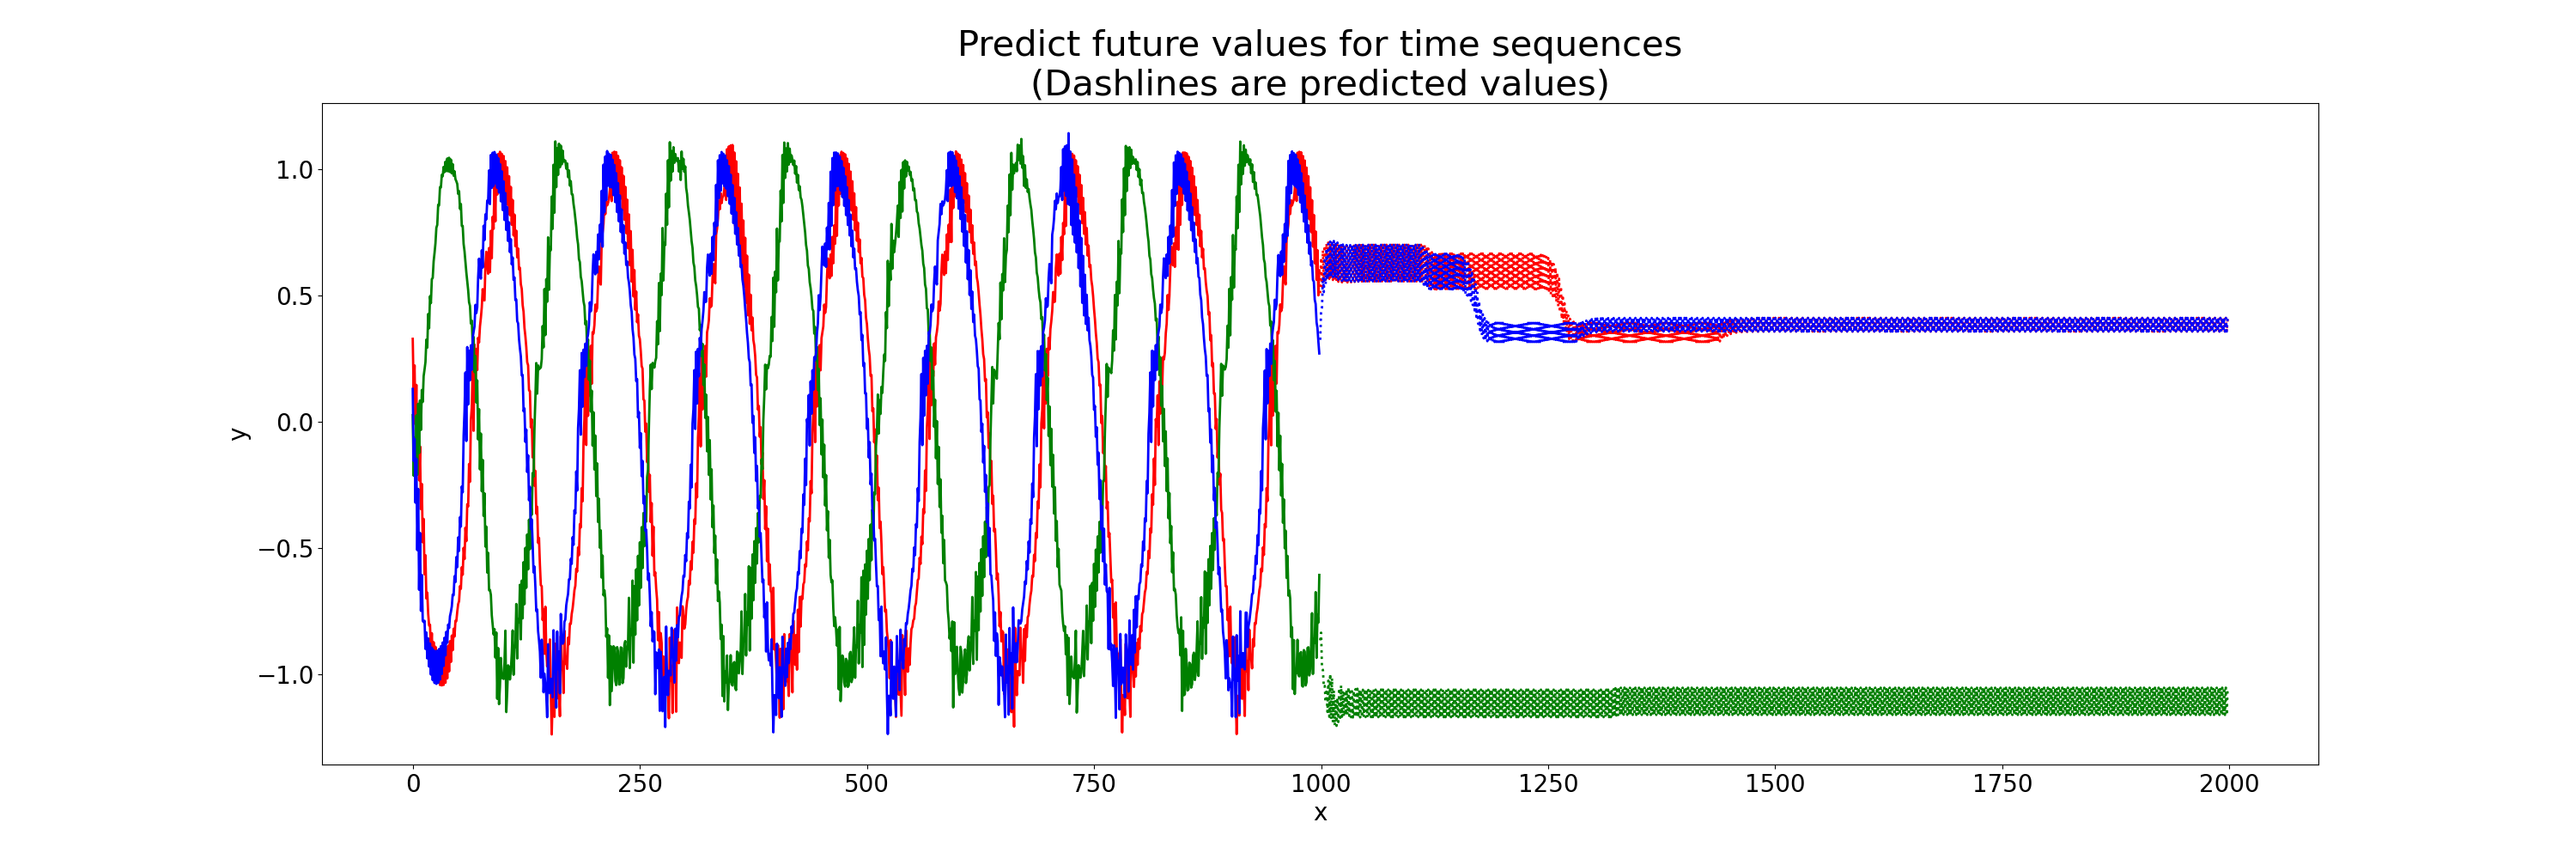 Predict future values for time sequences
(Dashlines are predicted values)
1.0
0.5
0.0
−0.5
−1.0
y
0 250 500 750 1000 1250 1500 1750 2000
x